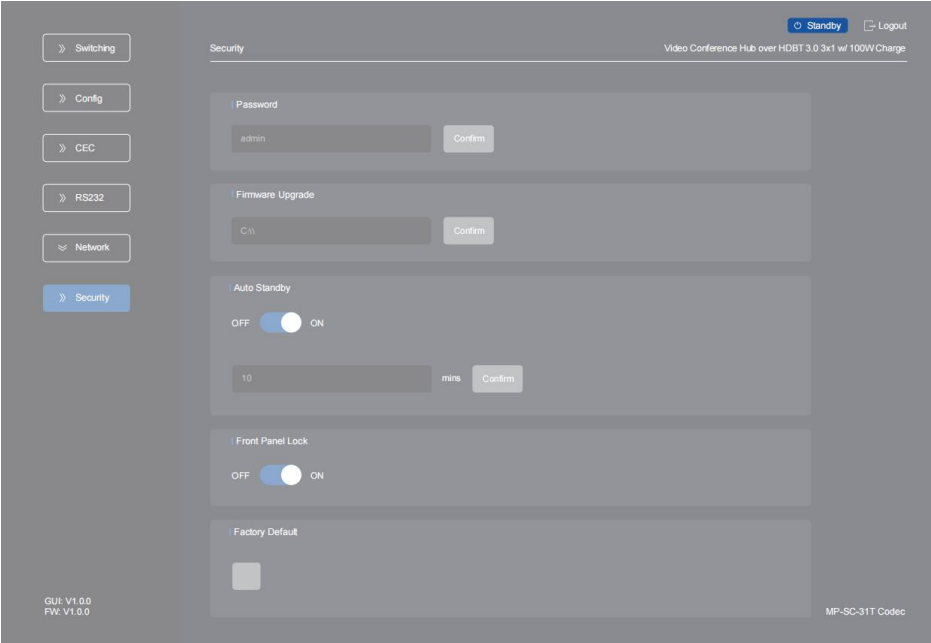 Standby
Logout
Switching
Security
Video Conference Hub over HDBT 3.0 3x1 w/ 100W Charge
Config
CEC
RS232
Network
Security
Password
admin
Confirm
Firmware Upgrade
C:\\
Confirm
Auto Standby
OFF ON
10 mins Confirm
Front Panel Lock
OFF ON
Factory Default
GUI: V1.0.0
FW: V1.0.0
MP-SC-31T Codec